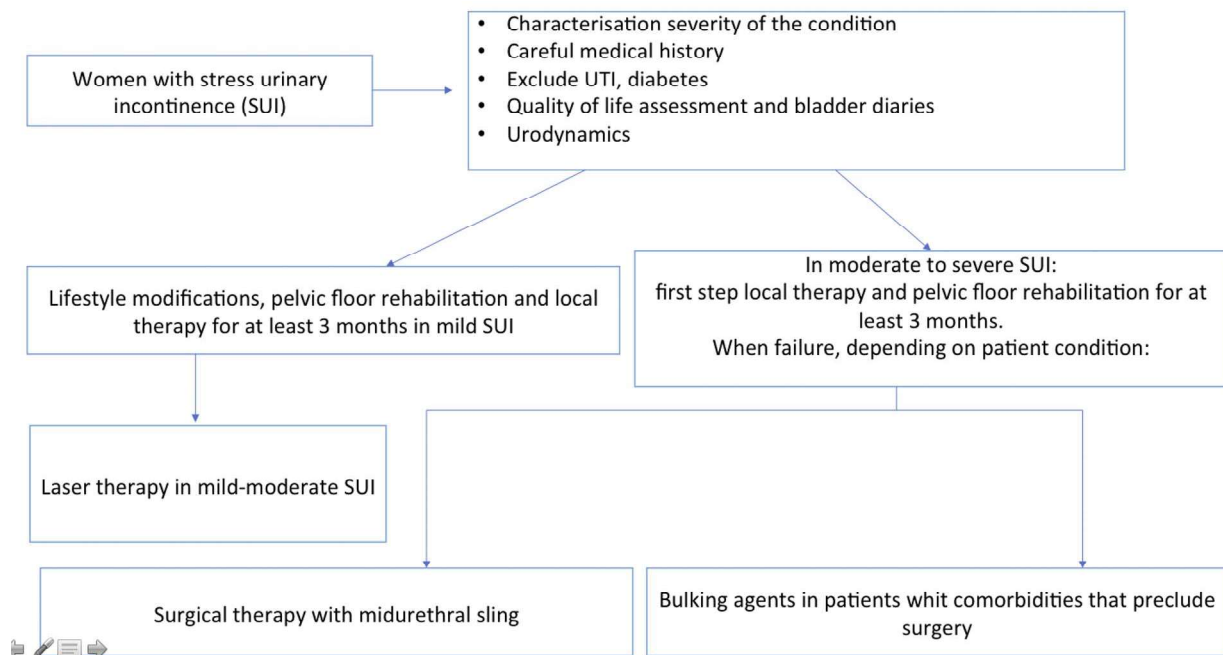 Women with stress urinary
incontinence (SUI)
• Characterisation severity of the condition
• Careful medical history
• Exclude UTI, diabetes
• Quality of life assessment and bladder diaries
• Urodynamics
Lifestyle modifications, pelvic floor rehabilitation and local
therapy for at least 3 months in mild SUI
In moderate to severe SUI:
first step local therapy and pelvic floor rehabilitation for at
least 3 months.
When failure, depending on patient condition:
Laser therapy in mild-moderate SUI
Surgical therapy with midurethral sling
Bulking agents in patients whit comorbidities that preclude
surgery